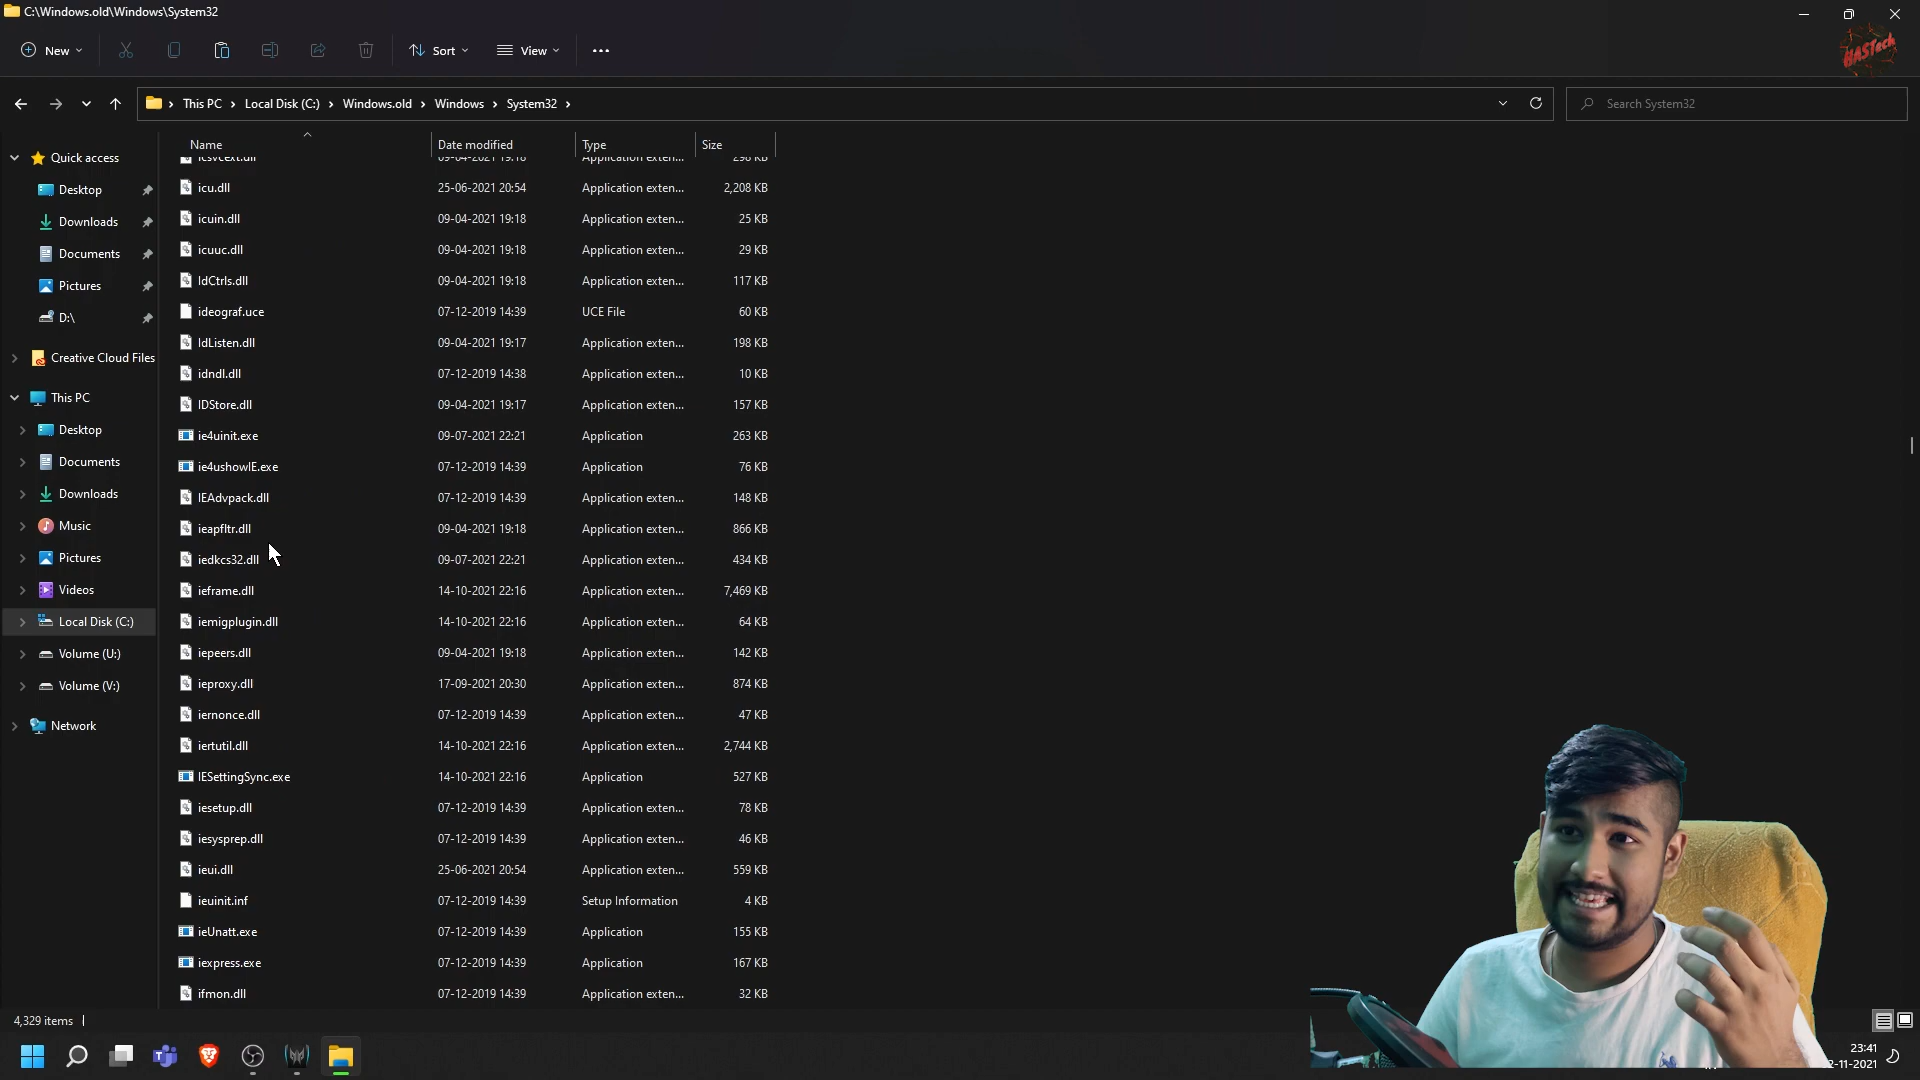 C:\Windows.old\Windows\System32
New
Sort
View
HASTech
This PC
Local Disk (C:)
Windows.old
Windows
System32
Search System32
Name
Date modified
Type
Size
Quick access
Desktop
Downloads
Documents
Pictures
D:\
Creative Cloud Files
This PC
Desktop
Documents
Downloads
Music
Pictures
Videos
Local Disk (C:)
Volume (U:)
Volume (V:)
Network
icsvcext.dll 09-04-2021 19:18 Application exten... 298 KB
icu.dll 25-06-2021 20:54 Application exten... 2,208 KB
icuin.dll 09-04-2021 19:18 Application exten... 25 KB
icuuc.dll 09-04-2021 19:18 Application exten... 29 KB
IdCtrls.dll 09-04-2021 19:18 Application exten... 117 KB
ideograf.uce 07-12-2019 14:39 UCE File 60 KB
IdListen.dll 09-04-2021 19:17 Application exten... 198 KB
idndl.dll 07-12-2019 14:38 Application exten... 10 KB
IDStore.dll 09-04-2021 19:17 Application exten... 157 KB
ie4uinit.exe 09-07-2021 22:21 Application 263 KB
ie4ushowIE.exe 07-12-2019 14:39 Application 76 KB
IEAdvpack.dll 07-12-2019 14:39 Application exten... 148 KB
ieapfltr.dll 09-04-2021 19:18 Application exten... 866 KB
iedkcs32.dll 09-07-2021 22:21 Application exten... 434 KB
ieframe.dll 14-10-2021 22:16 Application exten... 7,469 KB
iemigplugin.dll 14-10-2021 22:16 Application exten... 64 KB
iepeers.dll 09-04-2021 19:18 Application exten... 142 KB
ieproxy.dll 17-09-2021 20:30 Application exten... 874 KB
iernonce.dll 07-12-2019 14:39 Application exten... 47 KB
iertutil.dll 14-10-2021 22:16 Application exten... 2,744 KB
IESettingSync.exe 14-10-2021 22:16 Application 527 KB
iesetup.dll 07-12-2019 14:39 Application exten... 78 KB
iesysprep.dll 07-12-2019 14:39 Application exten... 46 KB
ieui.dll 25-06-2021 20:54 Application exten... 559 KB
ieuinit.inf 07-12-2019 14:39 Setup Information 4 KB
ieUnatt.exe 07-12-2019 14:39 Application 155 KB
iexpress.exe 07-12-2019 14:39 Application 167 KB
ifmon.dll 07-12-2019 14:39 Application exten... 32 KB
4,329 items
23:41
2-11-2021